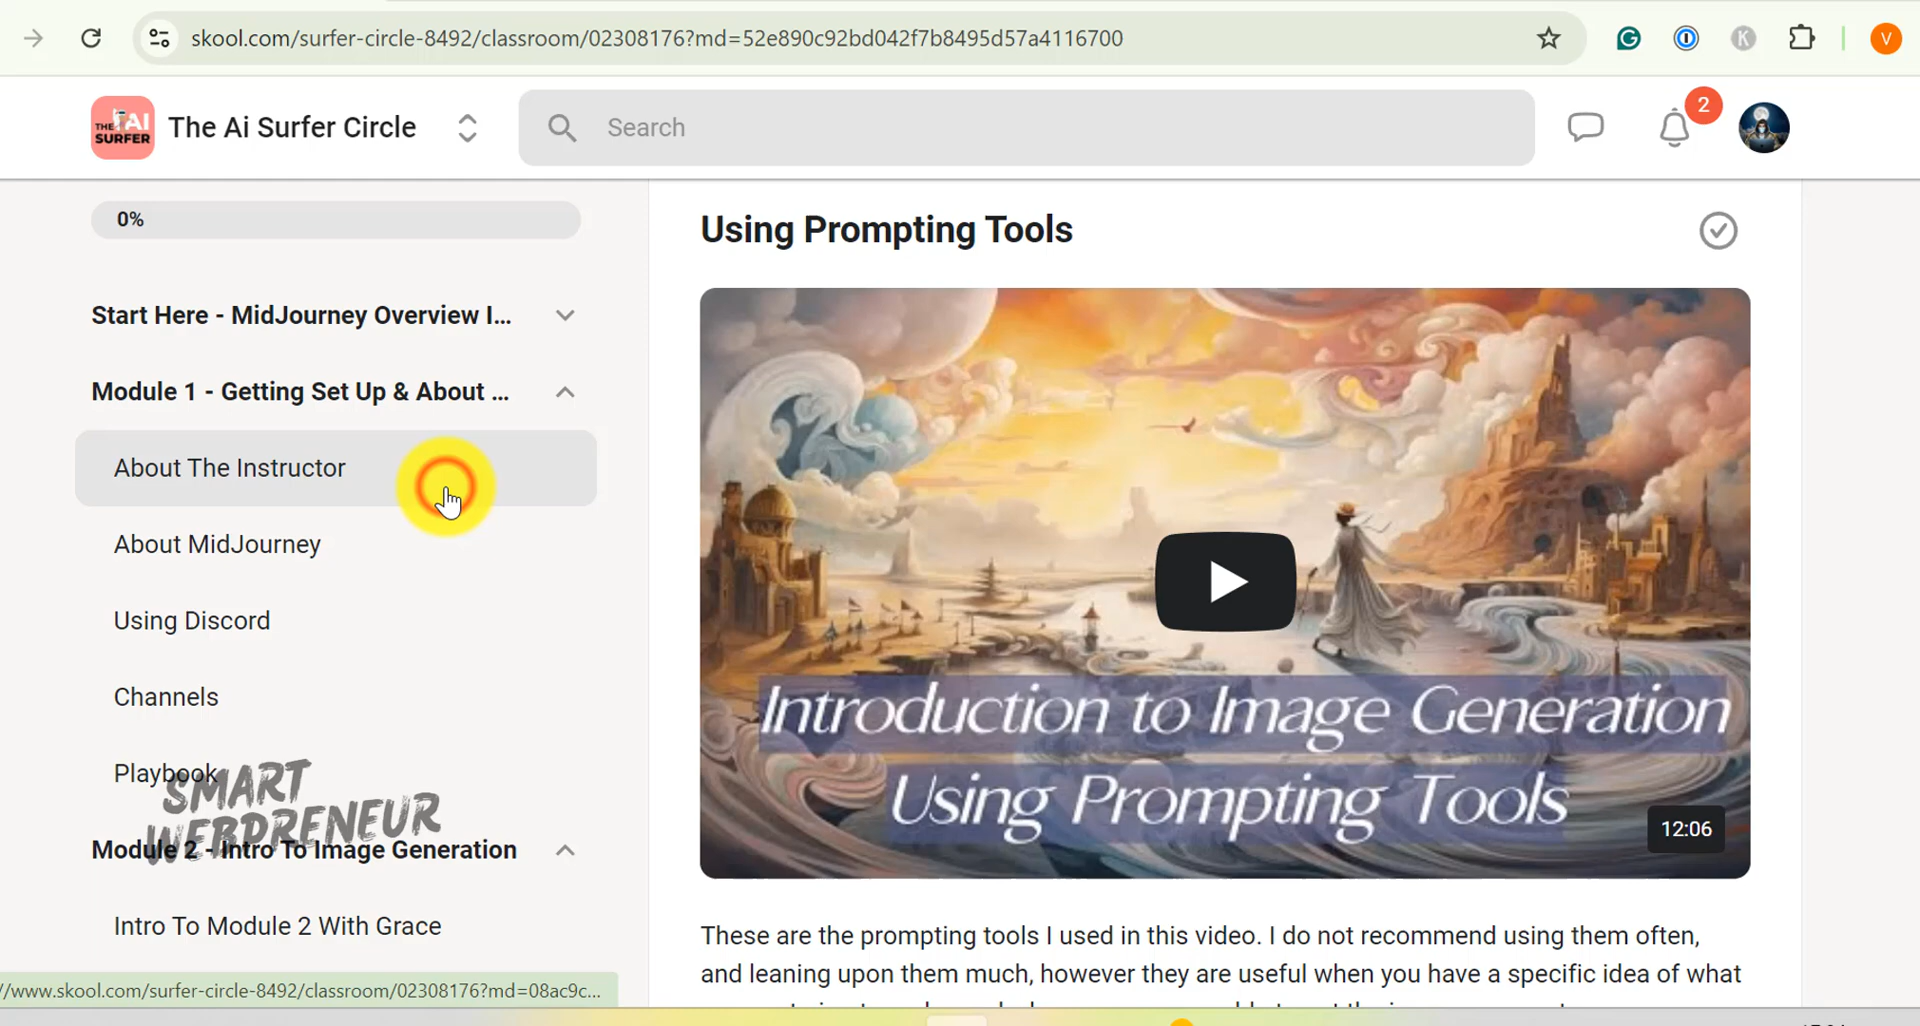 skool.com/surfer-circle-8492/classroom/02308176?md=52e890c92bd042f7b8495d57a4116700
V
THE AI SURFER
The Ai Surfer Circle
Search
2
0%
Start Here - MidJourney Overview I...
Module 1 - Getting Set Up & About ...
About The Instructor
About MidJourney
Using Discord
Channels
Playbook
SMART
WEBPRENEUR
Module 2 - Intro To Image Generation
Intro To Module 2 With Grace
//www.skool.com/surfer-circle-8492/classroom/02308176?md=08ac9c...
Using Prompting Tools
Introduction to Image Generation
Using Prompting Tools
12:06
These are the prompting tools I used in this video. I do not recommend using them often,
and leaning upon them much, however they are useful when you have a specific idea of what